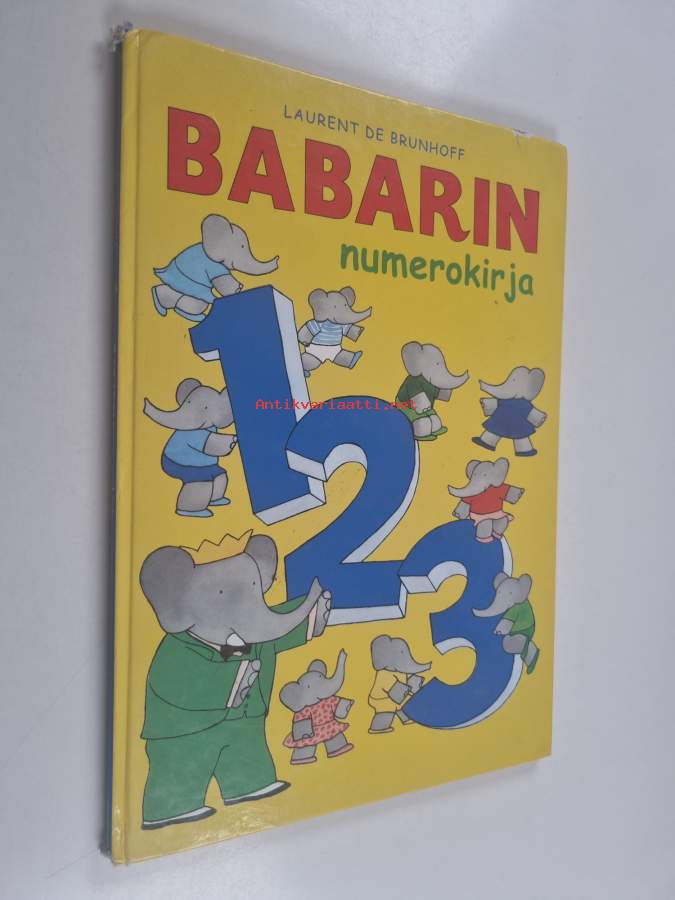 LAURENT DE BRUNHOFF
BABARIN
numerokirja
1
2
3
Antikvariaatti.net